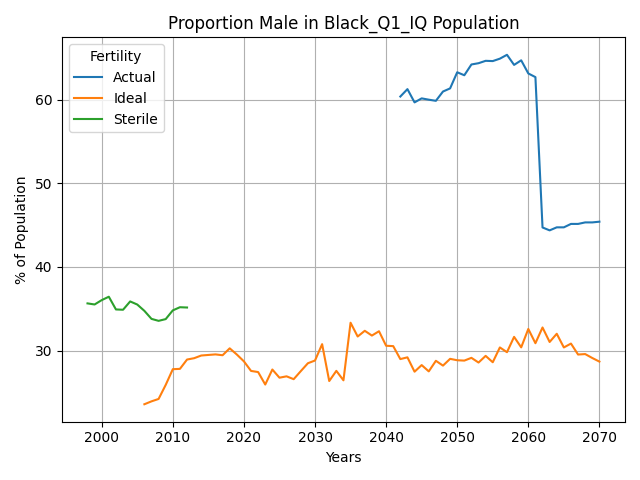 Proportion Male in Black_Q1_IQ Population
Fertility
Actual
Ideal
Sterile
% of Population
60
50
40
30
2000 2010 2020 2030 2040 2050 2060 2070
Years